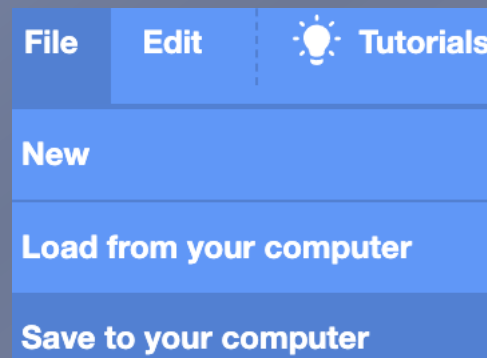 File Edit Tutorials
New
Load from your computer
Save to your computer